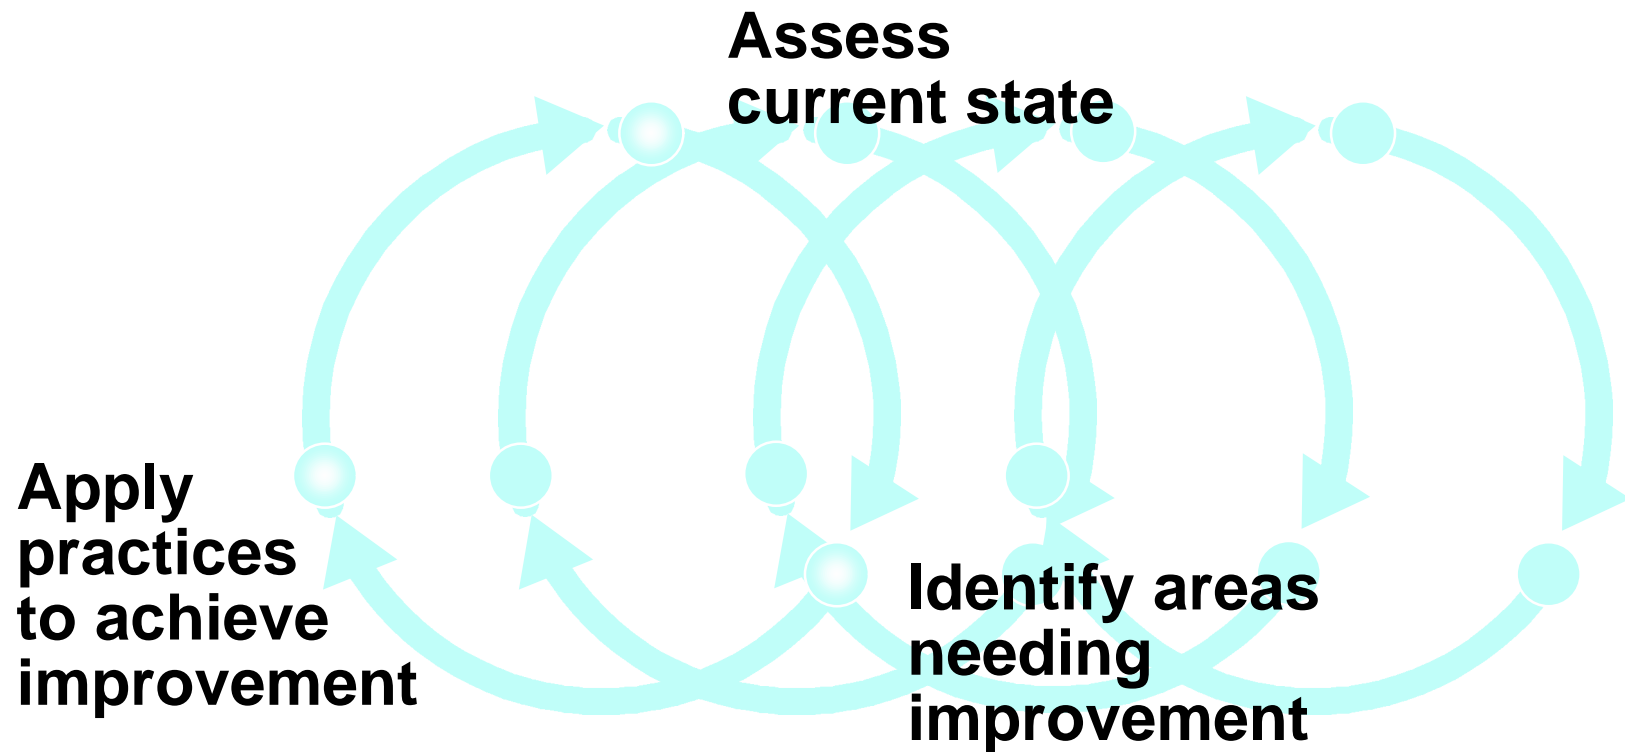 Assess
current state
Apply
practices
to achieve
improvement
Identify areas
needing
improvement